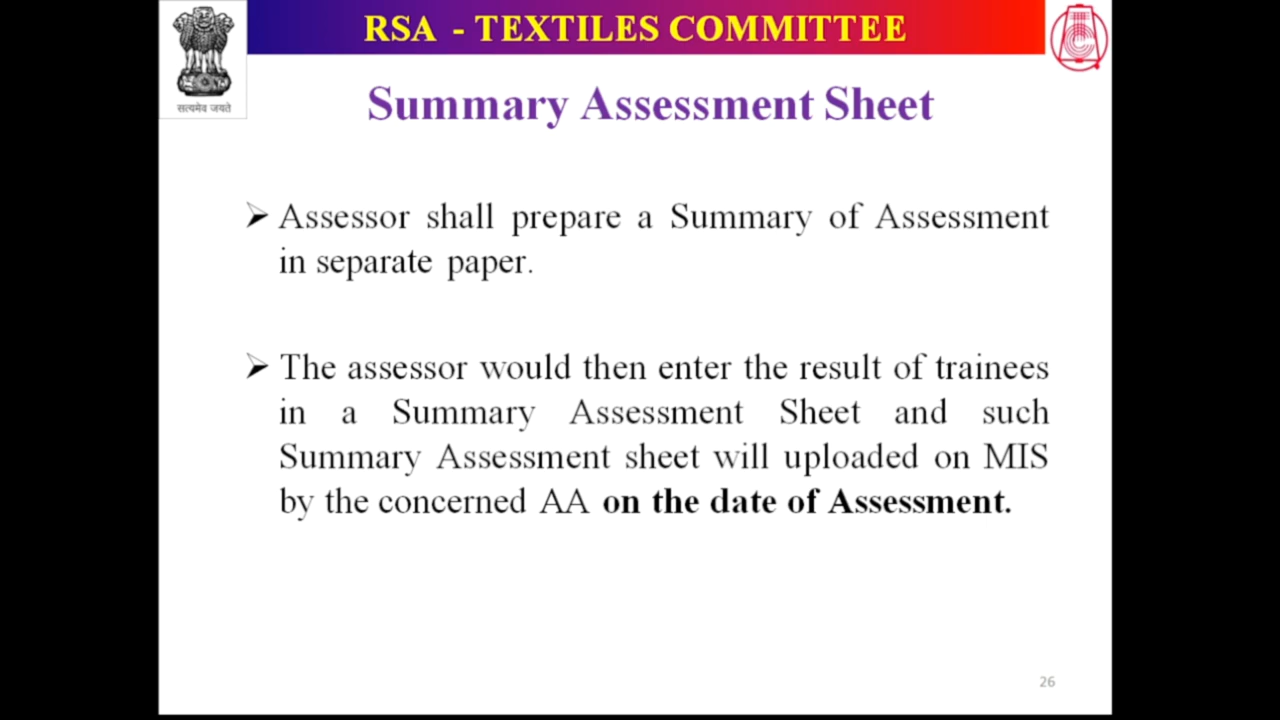 RSA - TEXTILES COMMITTEE
सत्यमेव जयते
Summary Assessment Sheet
➢ Assessor shall prepare a Summary of Assessment
in separate paper.
➢ The assessor would then enter the result of trainees
in a Summary Assessment Sheet and such
Summary Assessment sheet will uploaded on MIS
by the concerned AA on the date of Assessment.
26